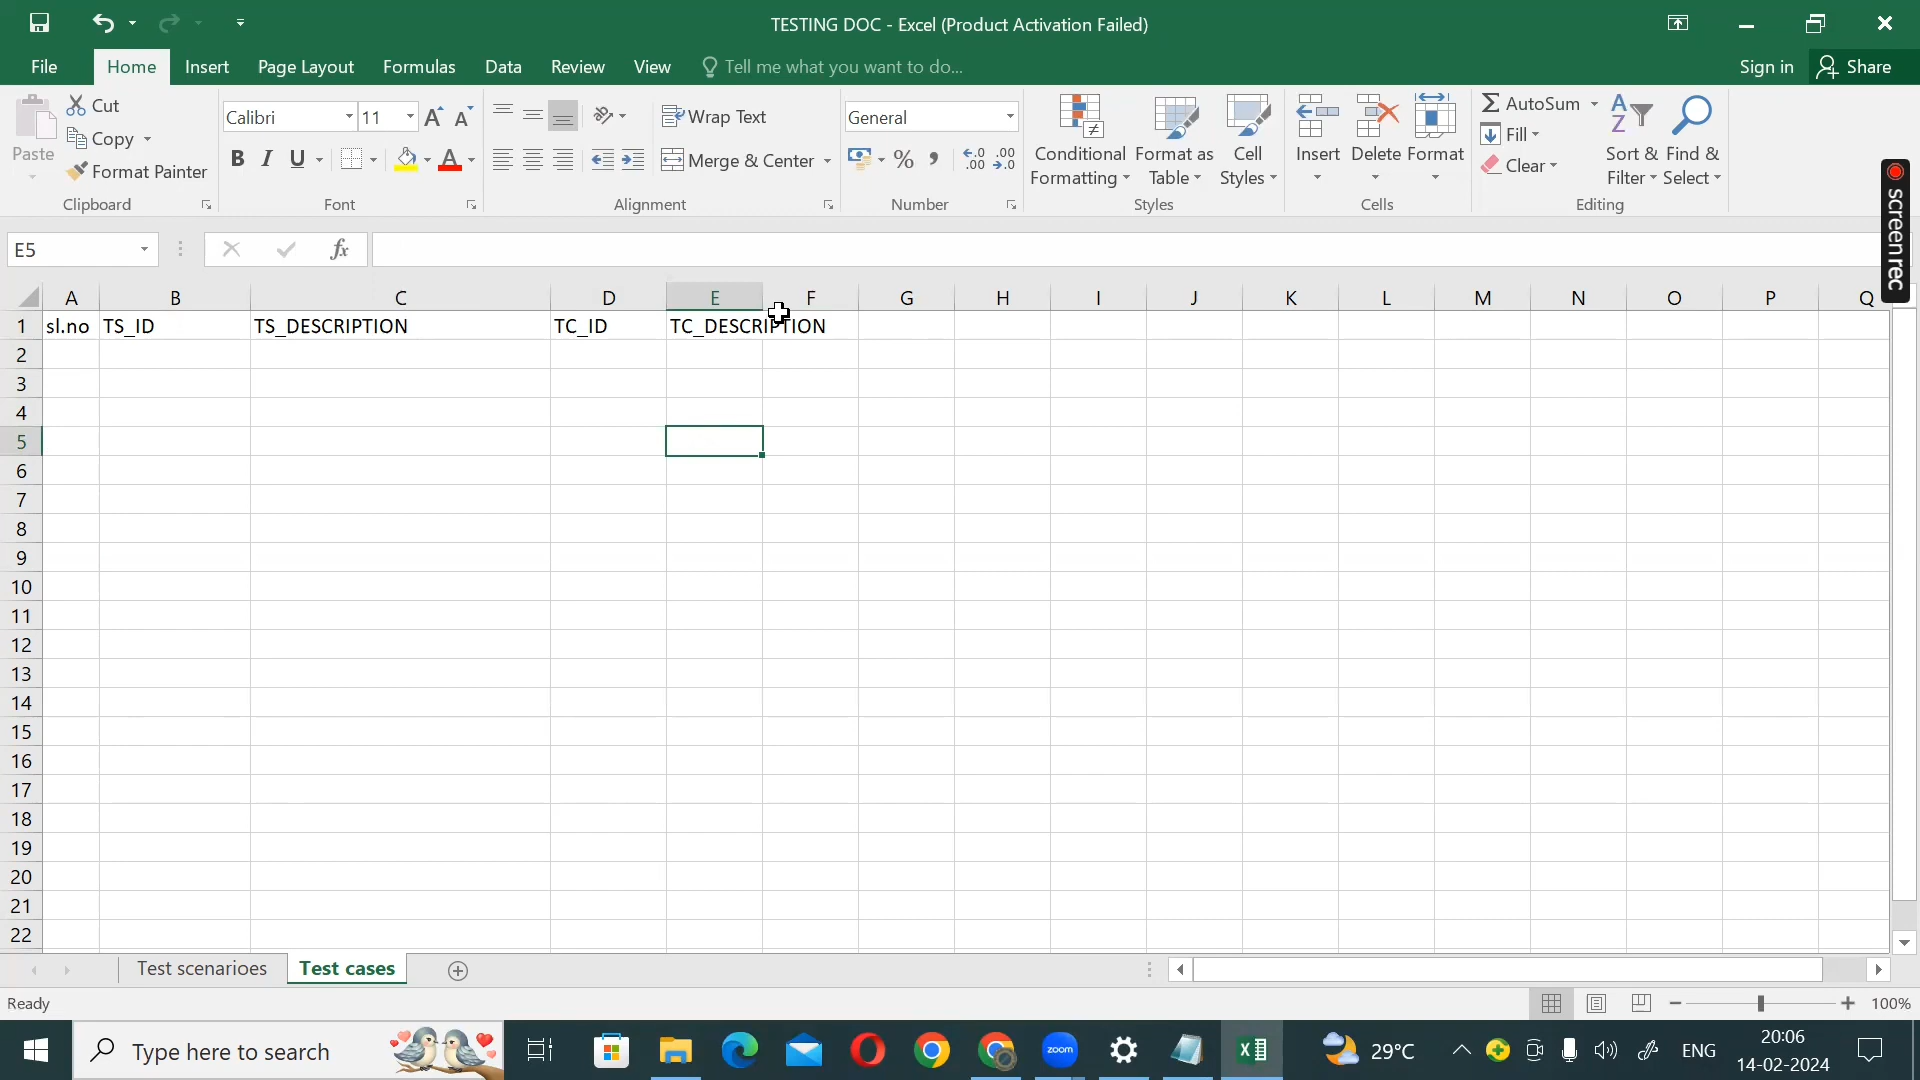 TESTING DOC - Excel (Product Activation Failed)
File Home Insert Page Layout Formulas Data Review View Tell me what you want to do... Sign in Share
Paste
Cut
Copy
Format Painter
Clipboard
Calibri 11
B I U A
Font
Wrap Text
Merge & Center
Alignment
General
% , .00
Number
Conditional Formatting
Format as Table
Cell Styles
Styles
Insert Delete Format
Cells
AutoSum
Fill
Clear
Sort & Filter
Find & Select
Editing
screenrec
E5 fx
A B C D E F G H I J K L M N O P Q
1 sl.no TS_ID TS_DESCRIPTION TC_ID TC_DESCRIPTION
2
3
4
5
6
7
8
9
10
11
12
13
14
15
16
17
18
19
20
21
22
Test scenarioes Test cases
Ready 100%
Type here to search zoom 29°C ENG 20:06
14-02-2024